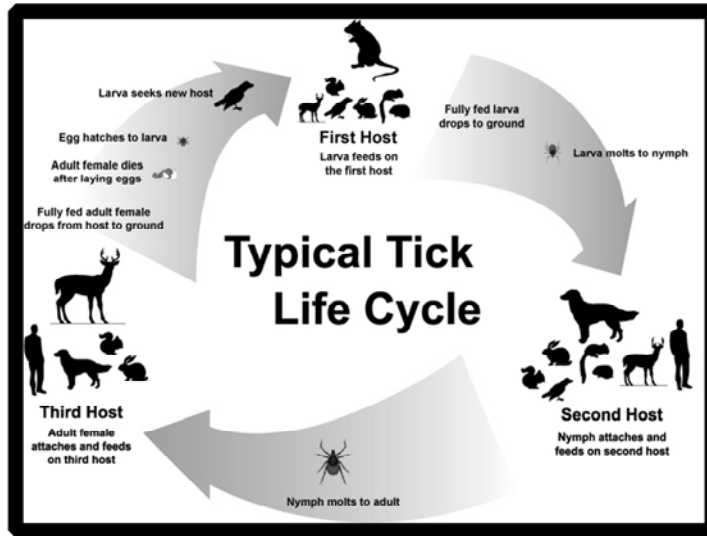 Typical Tick
Life Cycle
First Host
Larva feeds on
the first host
Fully fed larva
drops to ground
Larva molts to nymph
Second Host
Nymph attaches and
feeds on second host
Nymph molts to adult
Third Host
Adult female
attaches and feeds
on third host
Fully fed adult female
drops from host to ground
Adult female dies
after laying eggs
Egg hatches to larva
Larva seeks new host